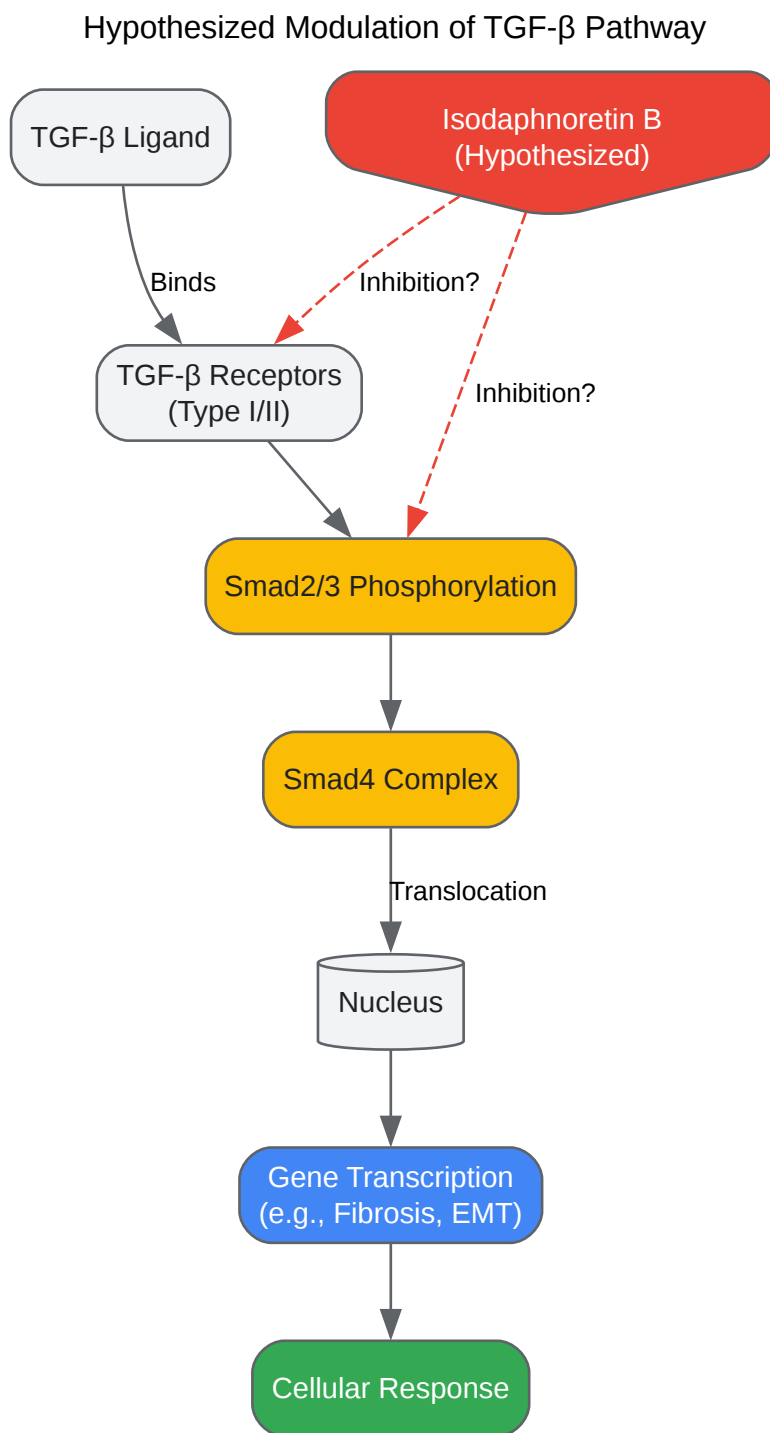 Hypothesized Modulation of TGF-β Pathway
TGF-β Ligand
Isodaphnoretin B
(Hypothesized)
Binds
Inhibition?
TGF-β Receptors
(Type I/II)
Inhibition?
Smad2/3 Phosphorylation
Smad4 Complex
Translocation
Nucleus
Gene Transcription
(e.g., Fibrosis, EMT)
Cellular Response